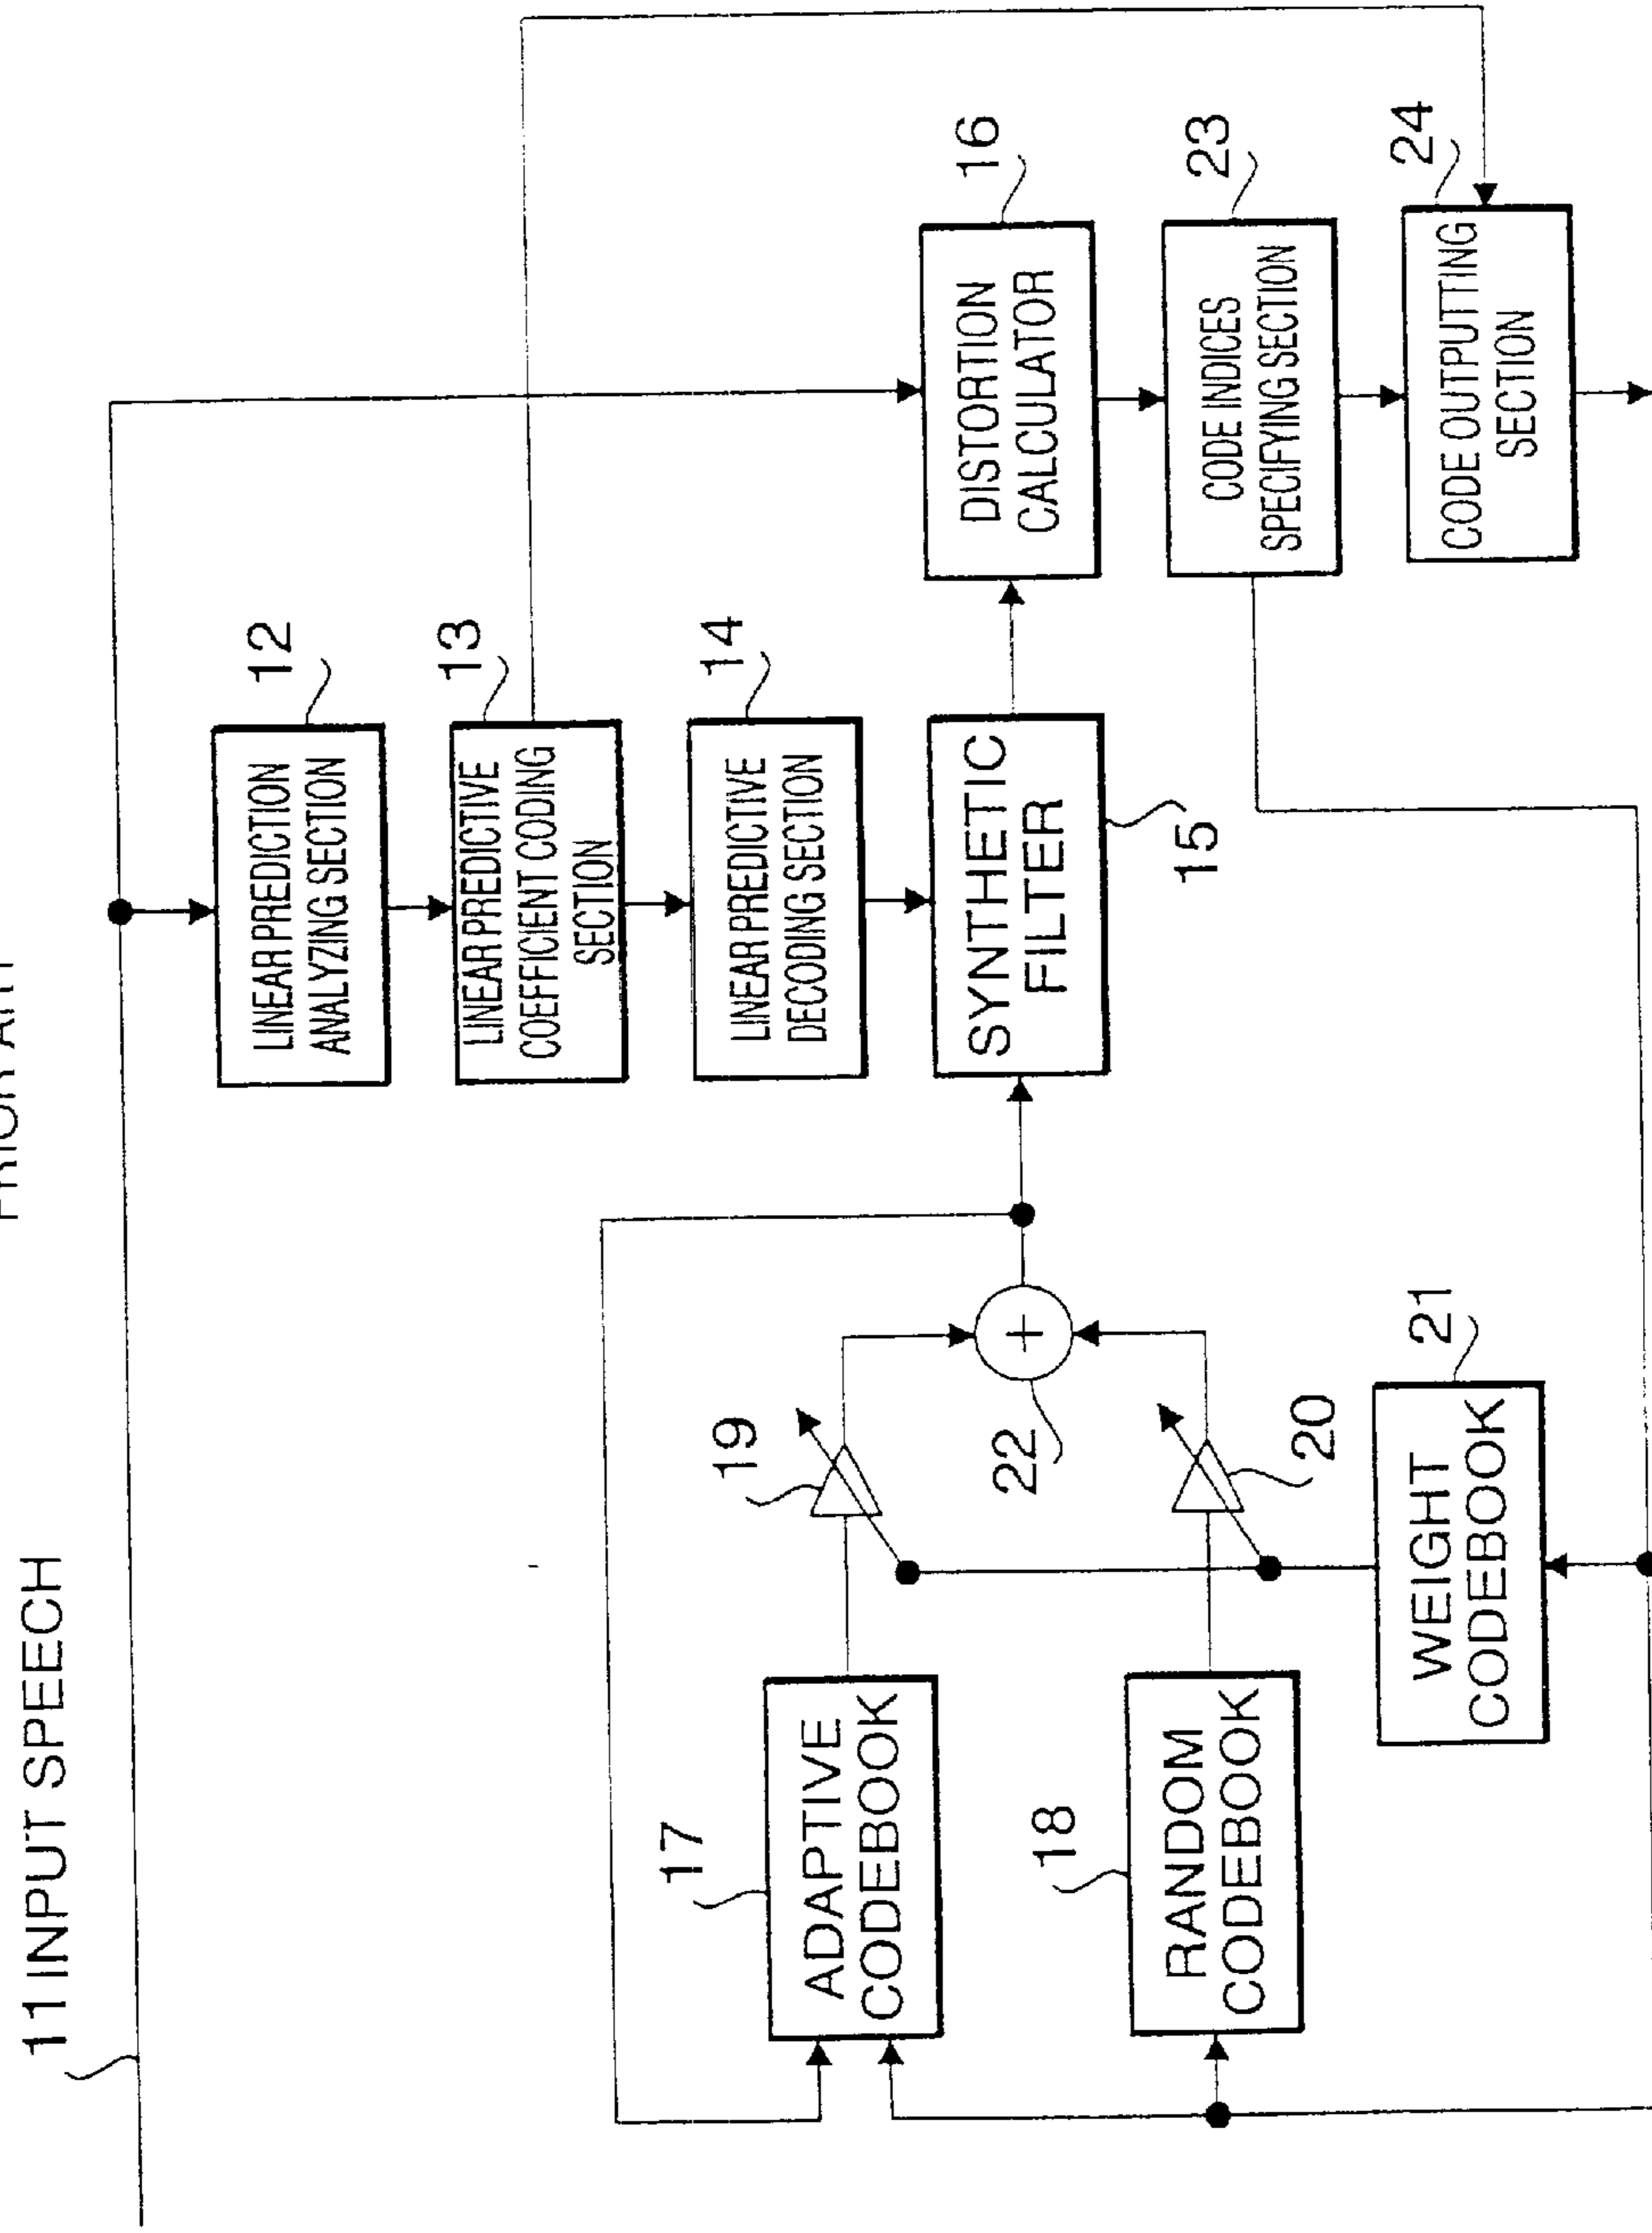 PRIOR ART
11 INPUT SPEECH
12
LINEAR PREDICTION
ANALYZING SECTION
13
LINEAR PREDICTIVE
COEFFICIENT CODING
SECTION
14
LINEAR PREDICTIVE
DECODING SECTION
17
ADAPTIVE
CODEBOOK
19
SYNTHETIC
FILTER
15
16
DISTORTION
CALCULATOR
+
22
18
RANDOM
CODEBOOK
20
23
CODE INDICES
SPECIFYING SECTION
21
WEIGHT
CODEBOOK
24
CODE OUTPUTTING
SECTION